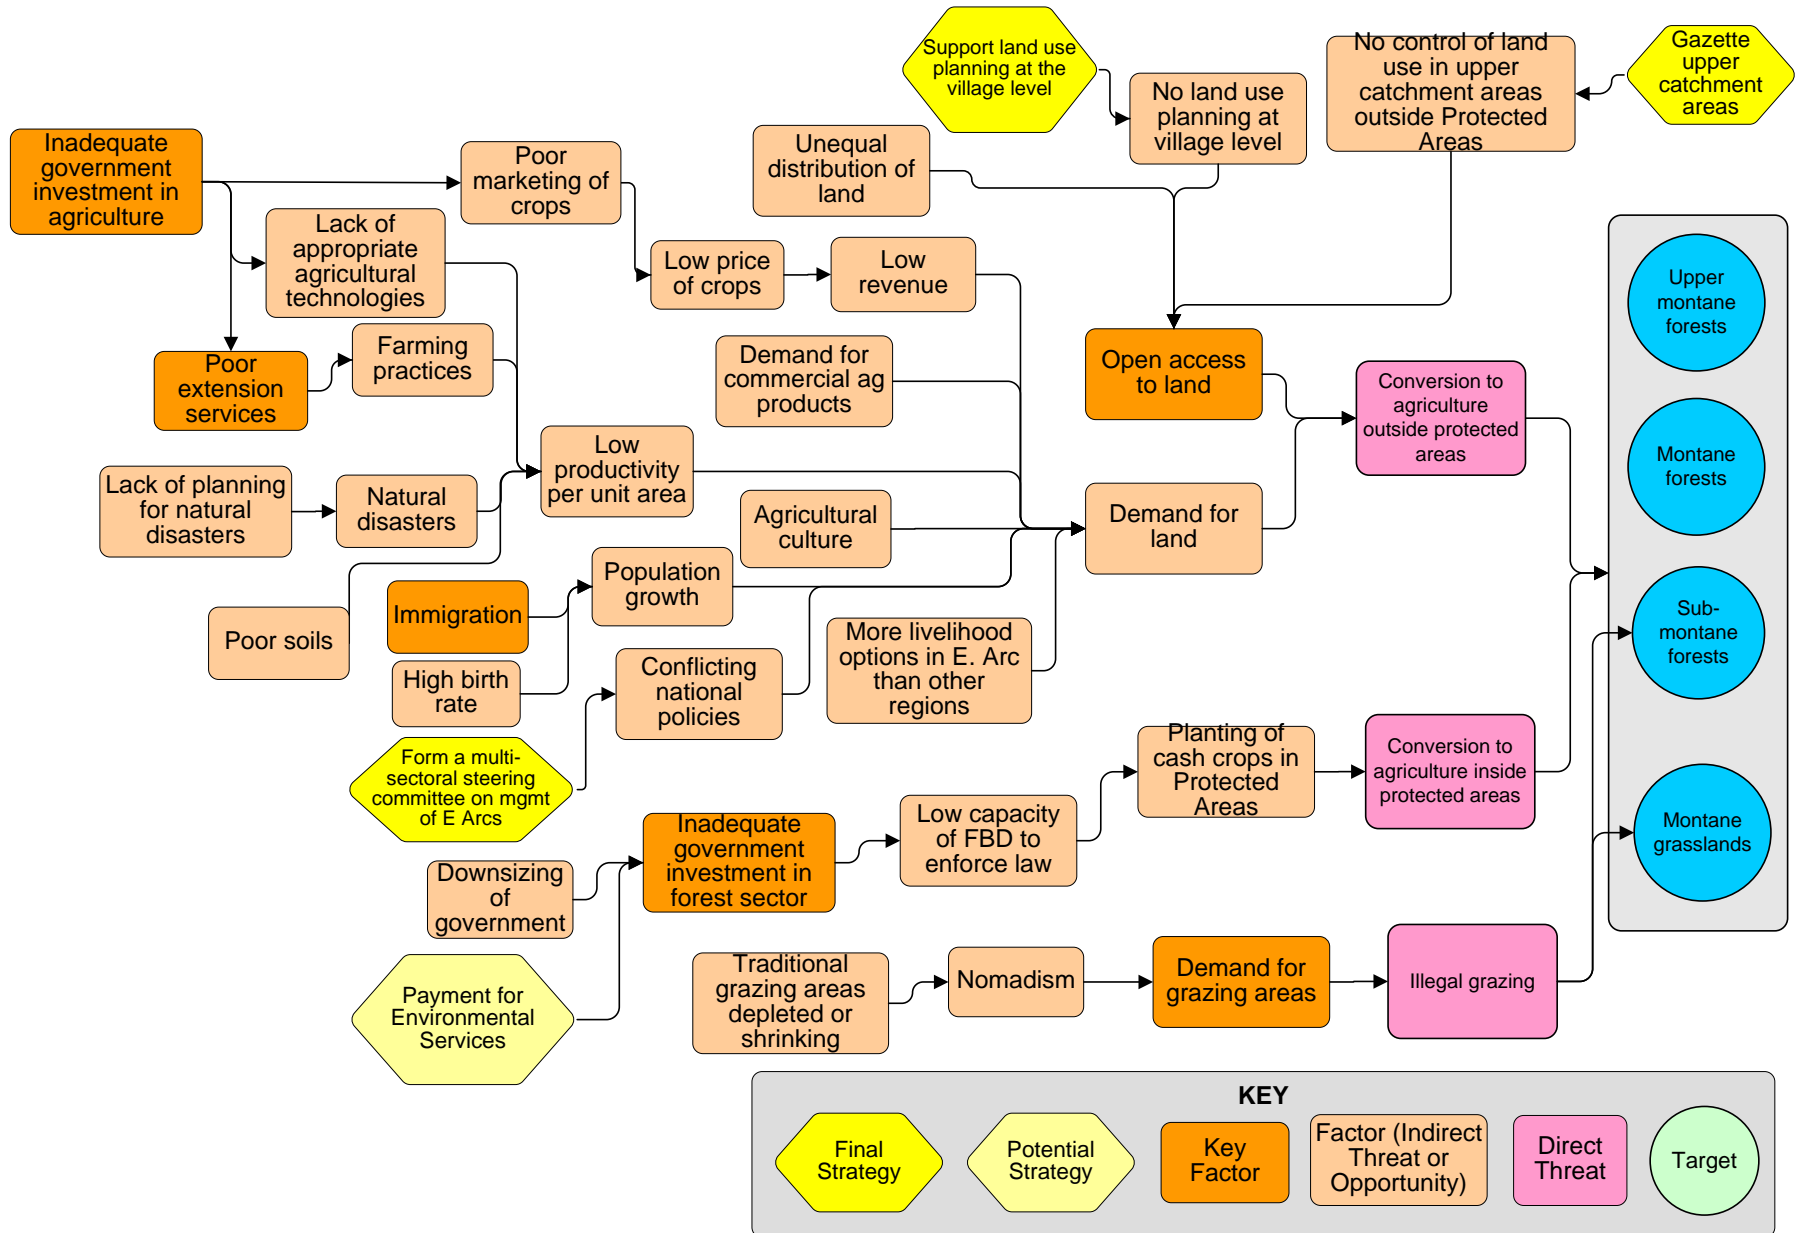 Support land use
planning at the
village level
No control of land
use in upper
catchment areas
outside Protected
Areas
Gazette
upper
catchment
areas
No land use
planning at
village level
Inadequate
government
investment in
agriculture
Poor
marketing of
crops
Unequal
distribution of
land
Lack of
appropriate
agricultural
technologies
Low price
of crops
Low
revenue
Upper
montane
forests
Poor
extension
services
Farming
practices
Demand for
commercial ag
products
Open access
to land
Conversion to
agriculture
outside protected
areas
Montane
forests
Lack of planning
for natural
disasters
Natural
disasters
Low
productivity
per unit area
Agricultural
culture
Demand for
land
Poor soils
Immigration
Population
growth
High birth
rate
Conflicting
national
policies
More livelihood
options in E. Arc
than other
regions
Sub-
montane
forests
Form a multi-
sectoral steering
committee on mgmt
of E Arcs
Planting of
cash crops in
Protected
Areas
Conversion to
agriculture inside
protected areas
Montane
grasslands
Downsizing
of
government
Inadequate
government
investment in
forest sector
Low capacity
of FBD to
enforce law
Payment for
Environmental
Services
Traditional
grazing areas
depleted or
shrinking
Nomadism
Demand for
grazing areas
Illegal grazing
KEY
Final
Strategy
Potential
Strategy
Key
Factor
Factor (Indirect
Threat or
Opportunity)
Direct
Threat
Target